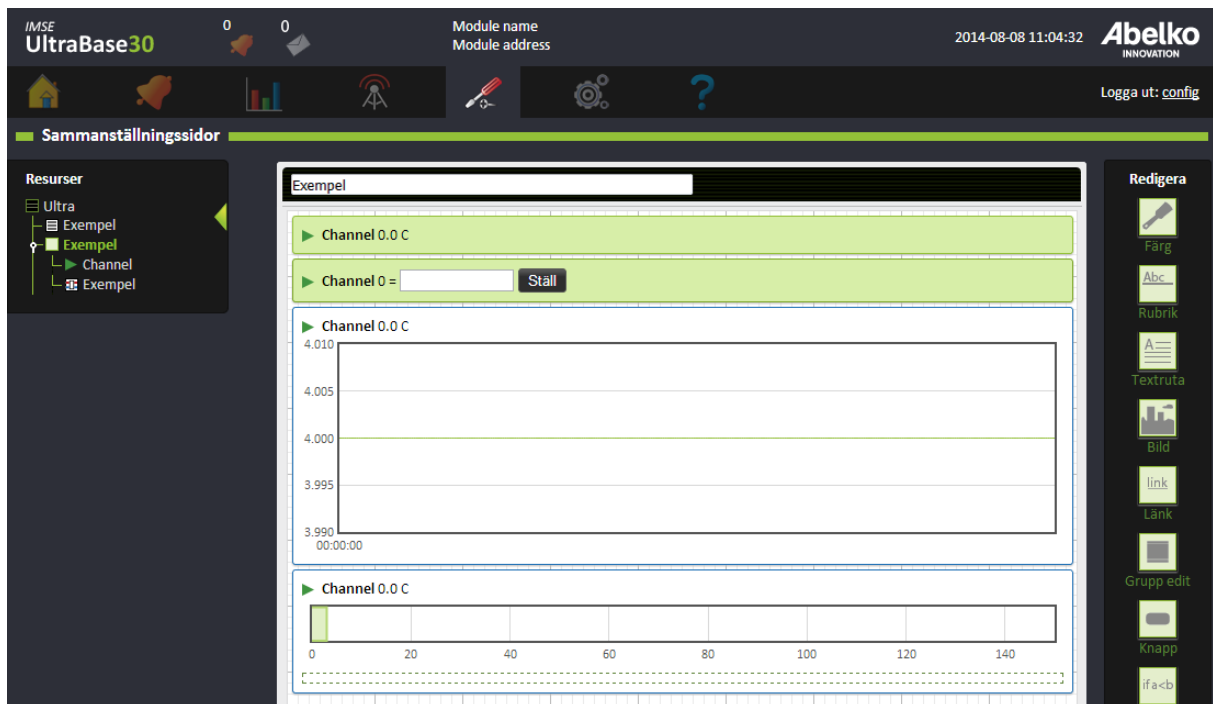 IMSE
UltraBase30
0
0
Module name
Module address
2014-08-08 11:04:32
Abelko
INNOVATION
?
Logga ut: config
Sammanställningssidor
Resurser
Ultra
Exempel
Exempel
Channel
Exempel
Exempel
Channel 0.0 C
Channel 0 =
Ställ
Channel 0.0 C
4.010
4.005
4.000
3.995
3.990
00:00:00
Channel 0.0 C
0 20 40 60 80 100 120 140
Redigera
Färg
Abc
Rubrik
A
Textruta
Bild
link
Länk
Grupp edit
Knapp
if a<b